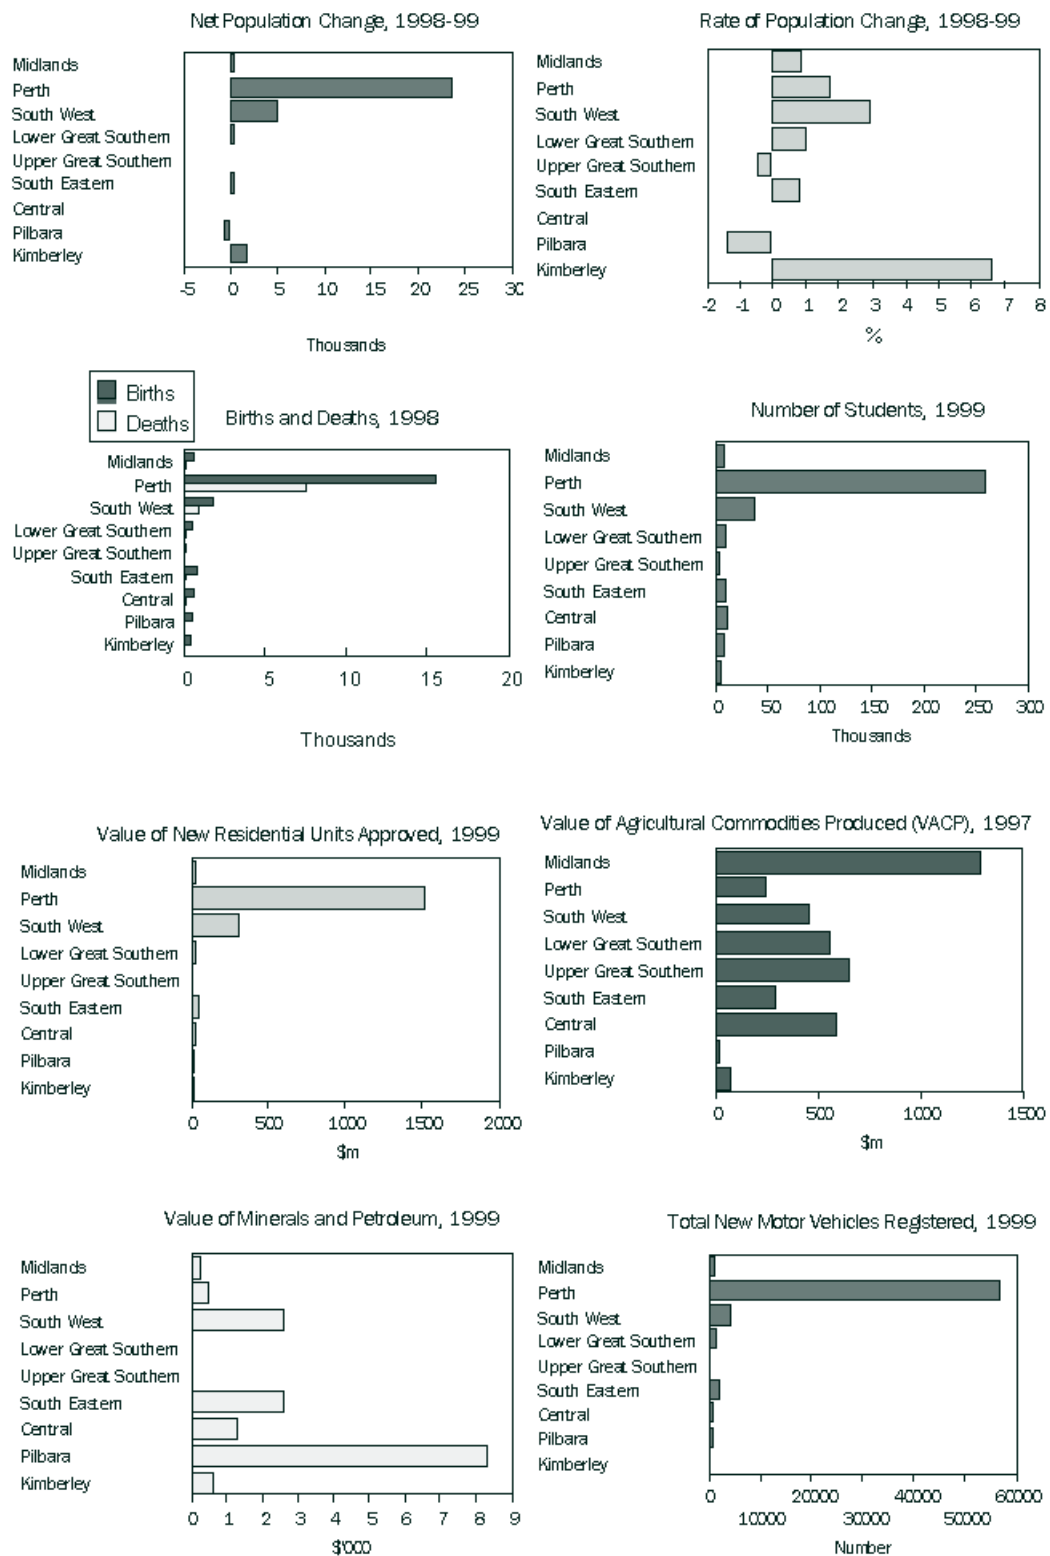 Net Population Change, 1998-99
Midlands
Perth
South West
Lower Great Southern
Upper Great Southern
South Eastern
Central
Pilbara
Kimberley
-5 0 5 10 15 20 25 30
Thousands
Rate of Population Change, 1998-99
Midlands
Perth
South West
Lower Great Southern
Upper Great Southern
South Eastern
Central
Pilbara
Kimberley
-2 -1 0 1 2 3 4 5 6 7 8
%
Births
Deaths
Births and Deaths, 1998
Midlands
Perth
South West
Lower Great Southern
Upper Great Southern
South Eastern
Central
Pilbara
Kimberley
0 5 10 15 20
Thousands
Number of Students, 1999
Midlands
Perth
South West
Lower Great Southern
Upper Great Southern
South Eastern
Central
Pilbara
Kimberley
0 50 100 150 200 250 300
Thousands
Value of New Residential Units Approved, 1999
Midlands
Perth
South West
Lower Great Southern
Upper Great Southern
South Eastern
Central
Pilbara
Kimberley
0 500 1000 1500 2000
$m
Value of Agricultural Commodities Produced (VACP), 1997
Midlands
Perth
South West
Lower Great Southern
Upper Great Southern
South Eastern
Central
Pilbara
Kimberley
0 500 1000 1500
$m
Value of Minerals and Petroleum, 1999
Midlands
Perth
South West
Lower Great Southern
Upper Great Southern
South Eastern
Central
Pilbara
Kimberley
0 1 2 3 4 5 6 7 8 9
$'000
Total New Motor Vehicles Registered, 1999
Midlands
Perth
South West
Lower Great Southern
Upper Great Southern
South Eastern
Central
Pilbara
Kimberley
0 20000 40000 60000
10000 30000 50000
Number